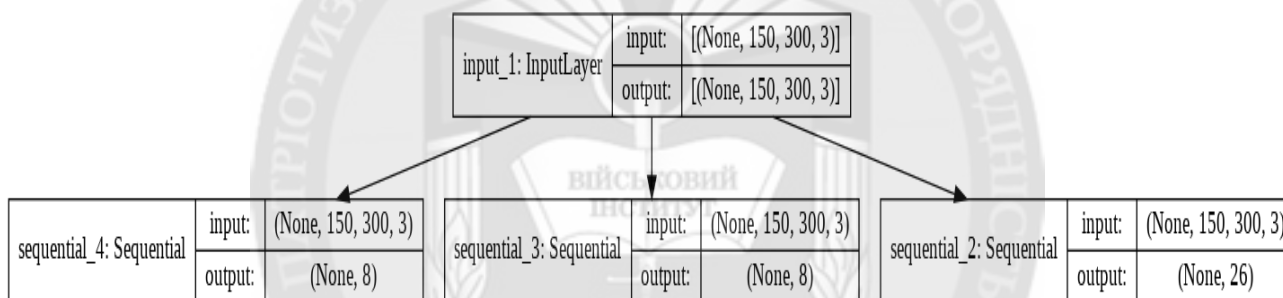 input_1: InputLayer
input: [(None, 150, 300, 3)]
output: [(None, 150, 300, 3)]
ВІЙСЬКОВИЙ
ІНСТИТУТ
sequential_4: Sequential
input: (None, 150, 300, 3)
output: (None, 8)
sequential_3: Sequential
input: (None, 150, 300, 3)
output: (None, 8)
sequential_2: Sequential
input: (None, 150, 300, 3)
output: (None, 26)